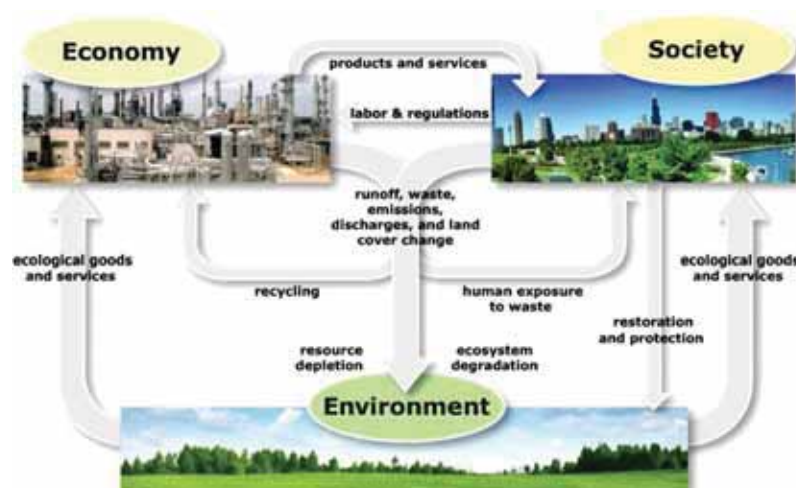 Economy
Society
products and services
labor & regulations
runoff, waste,
emissions,
discharges, and land
cover change
ecological goods
and services
ecological goods
and services
recycling
human exposure
to waste
restoration
and protection
resource
depletion
ecosystem
degradation
Environment